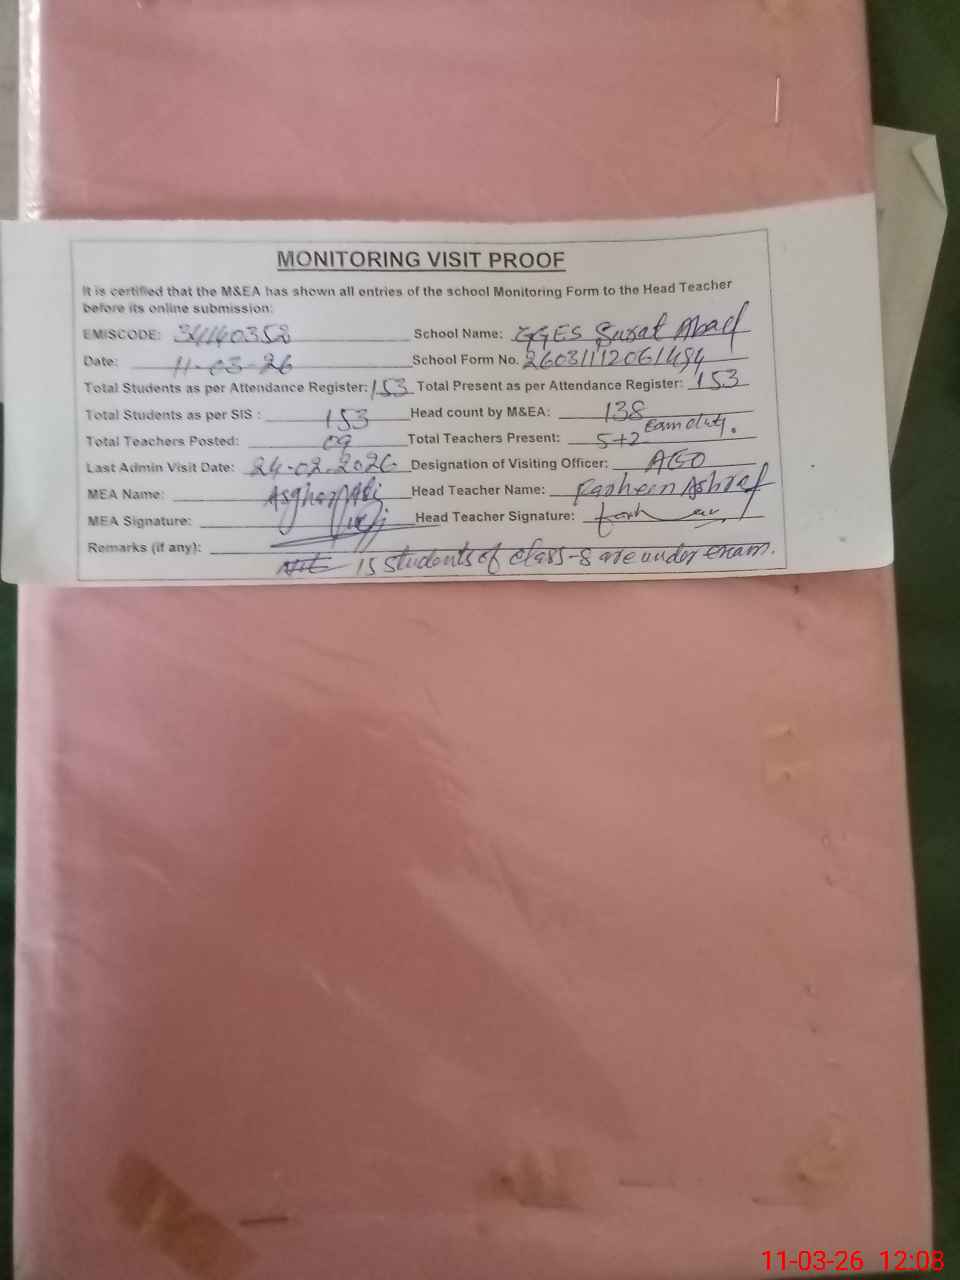 MONITORING VISIT PROOF
It is certified that the M&EA has shown all entries of the school Monitoring Form to the Head Teacher
before its online submission:
EMISCODE: 34140352 School Name: GGES Surat Abad
Date: 11-03-26 School Form No. 260311120614
Total Students as per Attendance Register: 153 Total Present as per Attendance Register: 153
Total Students as per SIS : 153 Head count by M&EA: 138
Total Teachers Posted: 09 Total Teachers Present: 5+2 Exam duty.
Last Admin Visit Date: 24-02-2026 Designation of Visiting Officer: AEO
MEA Name: Asghar Ali Head Teacher Name: Farheen Ashraf
MEA Signature: Head Teacher Signature:
Remarks (if any):
15 students of class-8 are under exam.
11-03-26 12:08